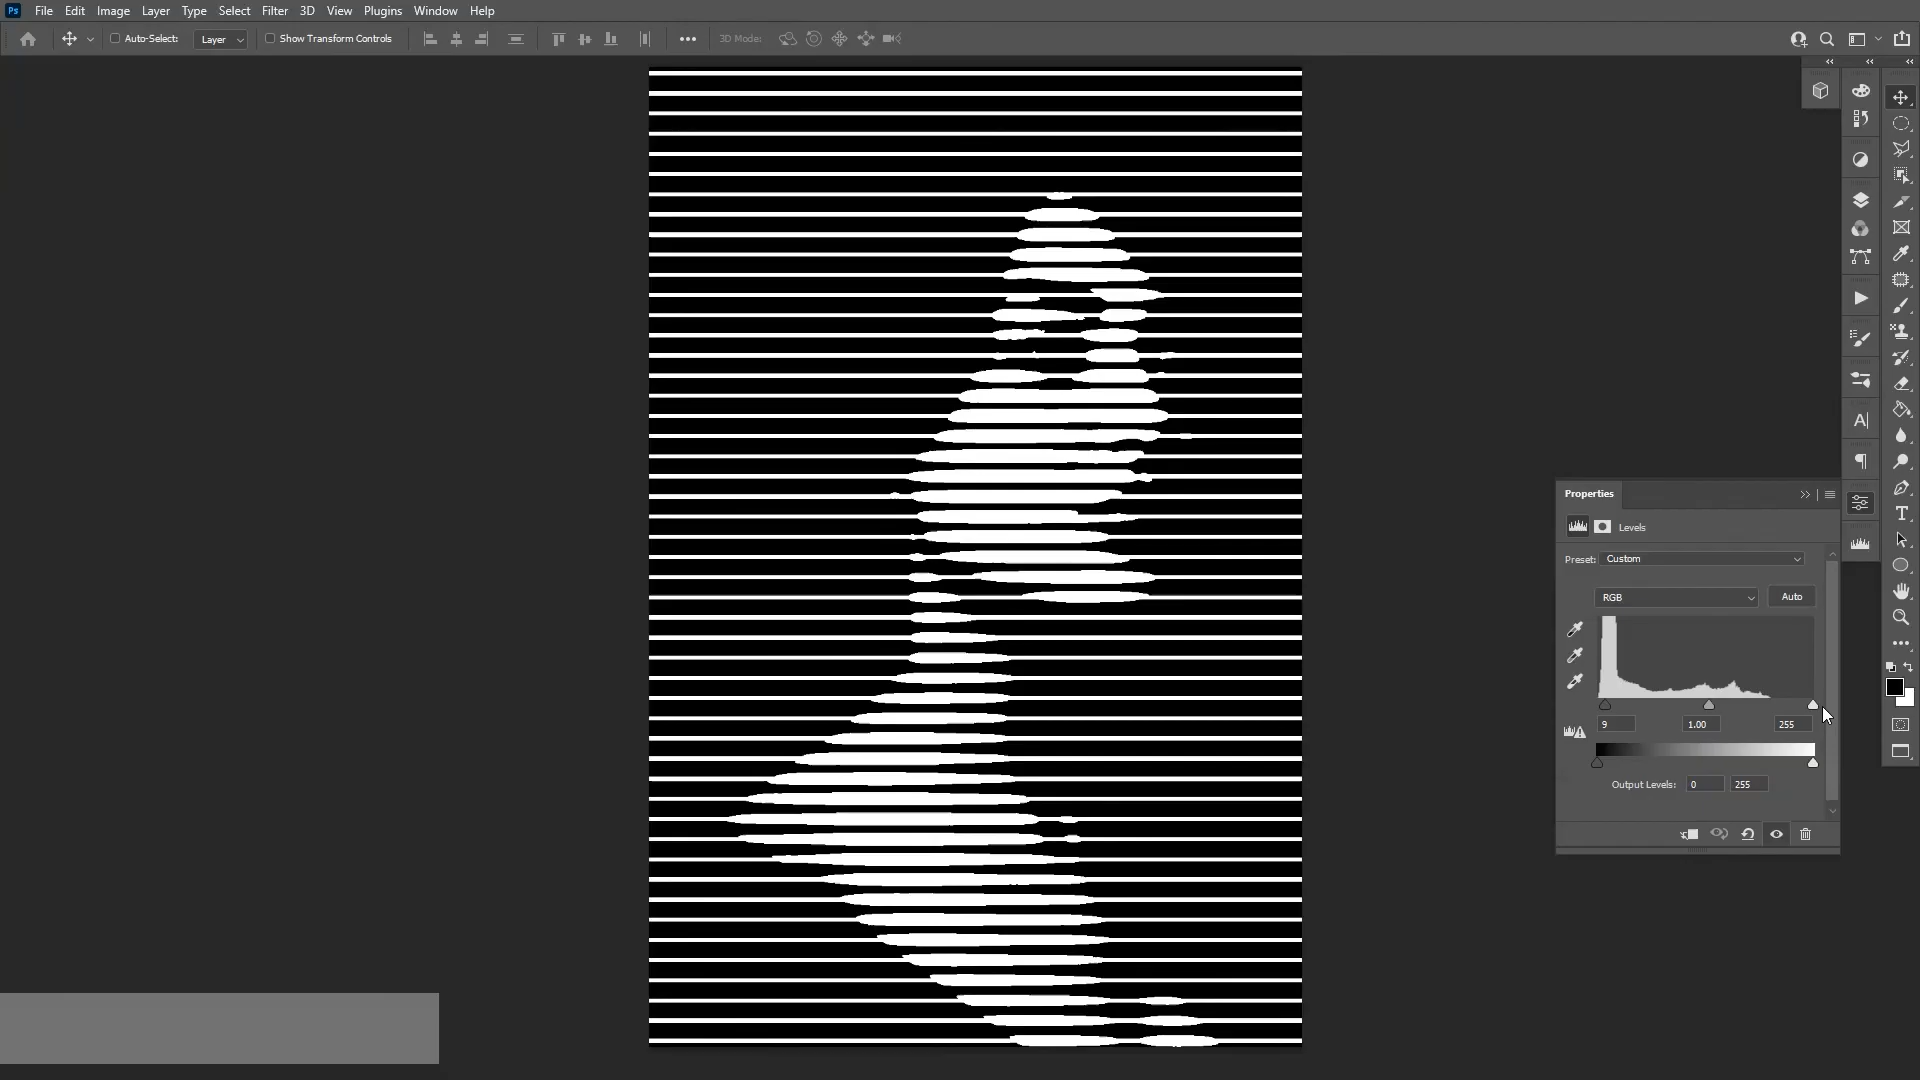 Ps File Edit Image Layer Type Select Filter 3D View Plugins Window Help
Auto-Select: Layer Show Transform Controls 3D Mode:
Properties
Levels
Preset: Custom
RGB Auto
9 1.00 255
Output Levels: 0 255